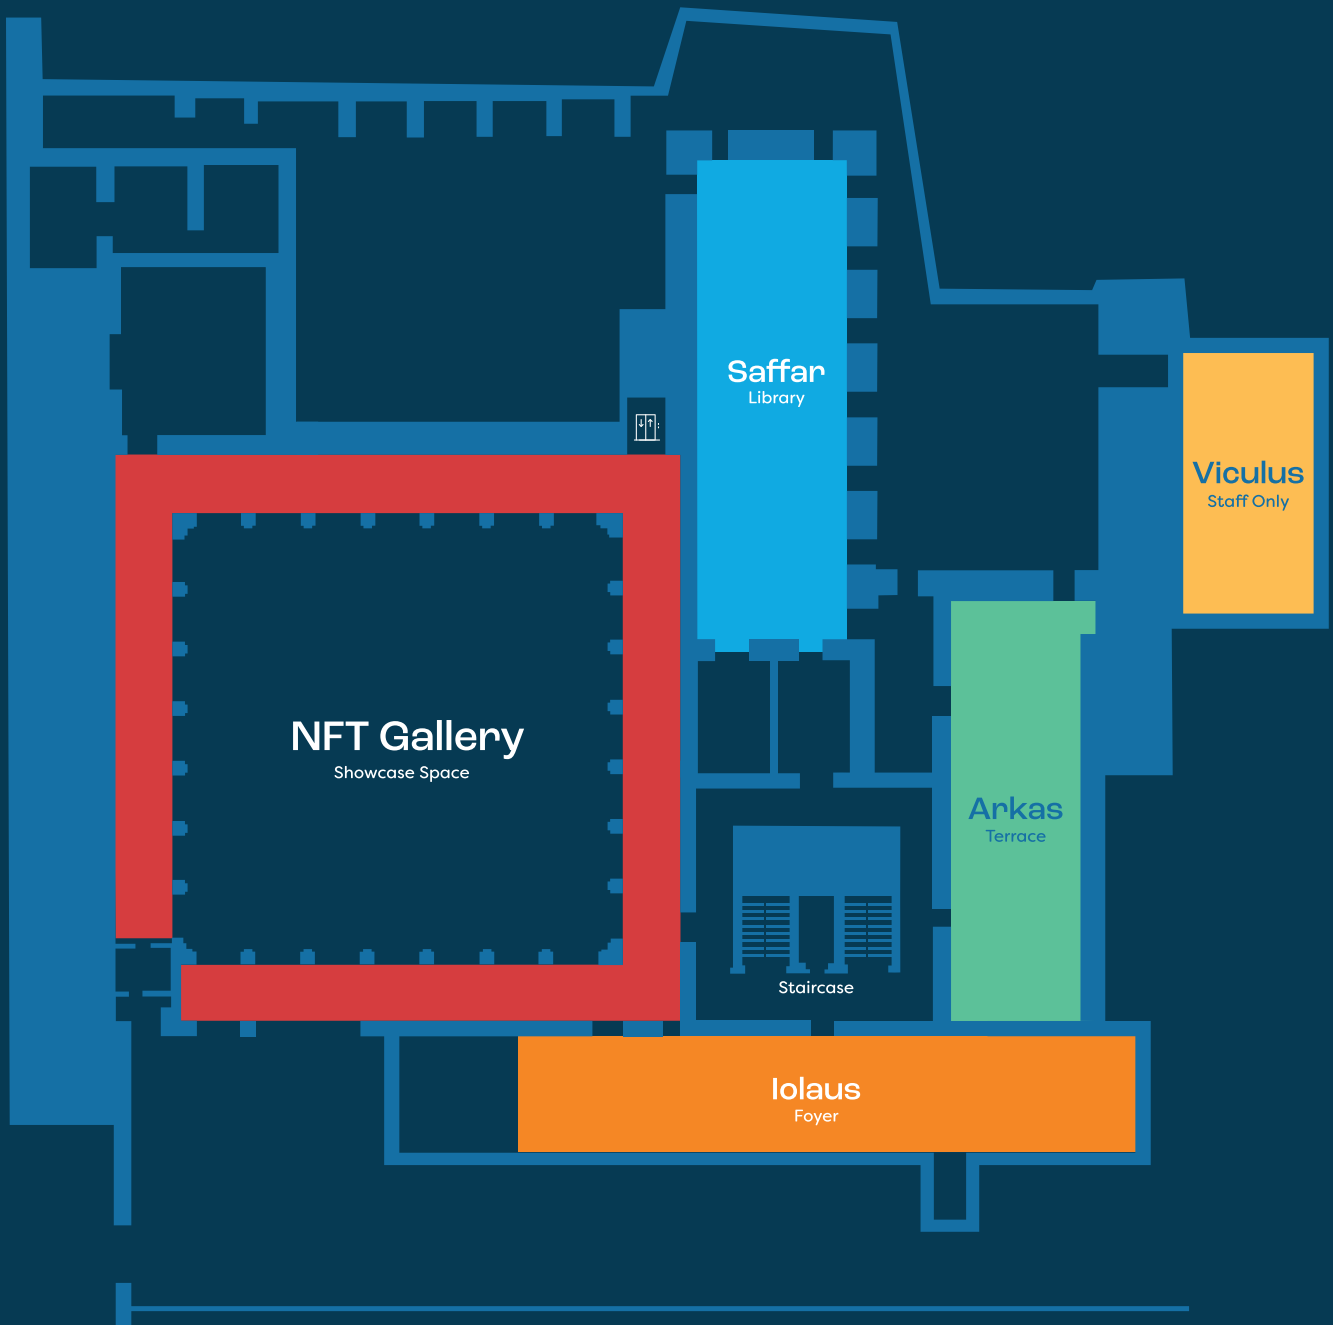 Saffar
Library
Viculus
Staff Only
NFT Gallery
Showcase Space
Arkas
Terrace
Staircase
Iolaus
Foyer